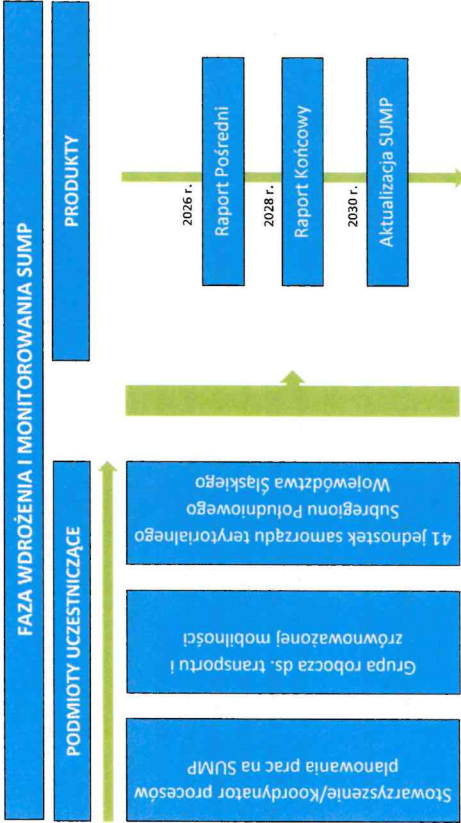 FAZA WDROŻENIA I MONITOROWANIA SUMP
PODMIOTY UCZESTNICZĄCE
Stowarzyszenie/Koordynator procesów
planowania prac na SUMP
Grupa robocza ds. transportu i
zrównoważonej mobilności
41 jednostek samorządu terytorialnego
Subregionu Południowego
Województwa Śląskiego
PRODUKTY
2026 r.
Raport Pośredni
2028 r.
Raport Końcowy
2030 r.
Aktualizacja SUMP